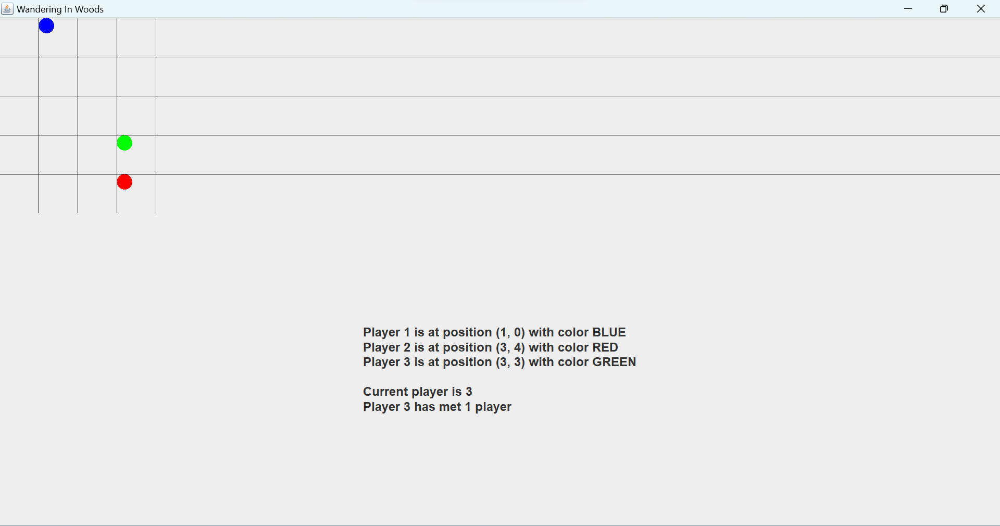 Wandering In Woods
Player 1 is at position (1, 0) with color BLUE
Player 2 is at position (3, 4) with color RED
Player 3 is at position (3, 3) with color GREEN
Current player is 3
Player 3 has met 1 player